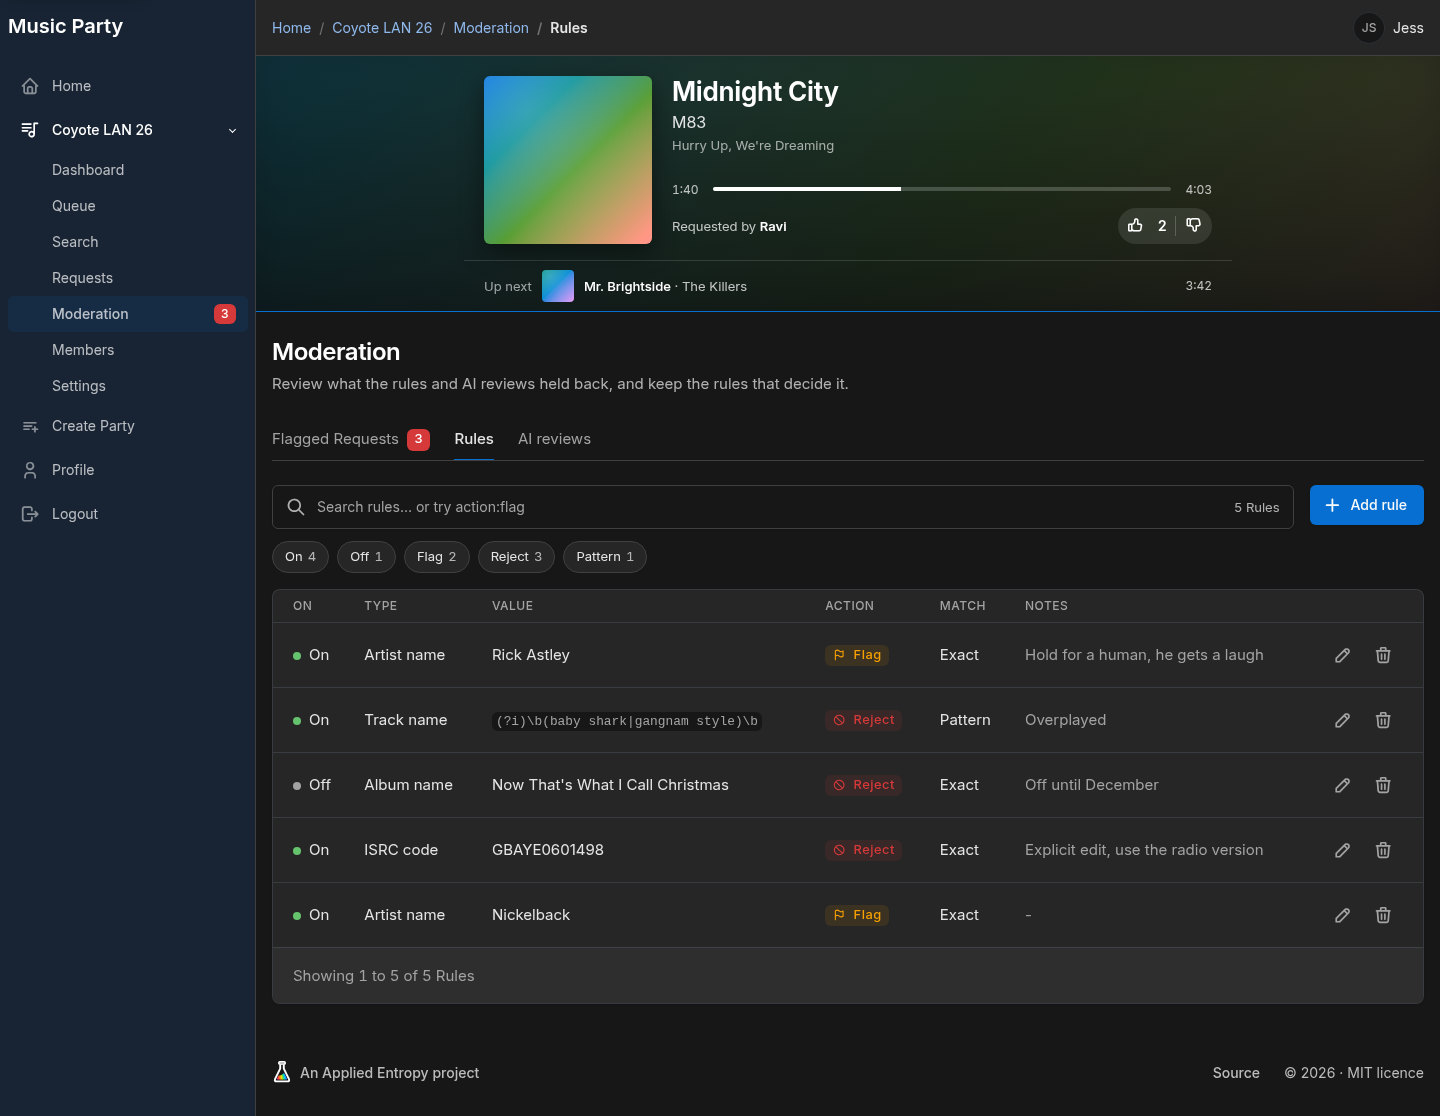 Music Party
Home
Coyote LAN 26
Dashboard
Queue
Search
Requests
Moderation 3
Members
Settings
Create Party
Profile
Logout
Home / Coyote LAN 26 / Moderation / Rules
JS Jess
Midnight City
M83
Hurry Up, We're Dreaming
1:40 4:03
Requested by Ravi 2
Up next Mr. Brightside · The Killers 3:42
Moderation
Review what the rules and AI reviews held back, and keep the rules that decide it.
Flagged Requests 3 Rules AI reviews
Search rules... or try action:flag 5 Rules Add rule
On 4 Off 1 Flag 2 Reject 3 Pattern 1
ON TYPE VALUE ACTION MATCH NOTES
On Artist name Rick Astley Flag Exact Hold for a human, he gets a laugh
On Track name (?i)\b(baby shark|gangnam style)\b Reject Pattern Overplayed
Off Album name Now That's What I Call Christmas Reject Exact Off until December
On ISRC code GBAYE0601498 Reject Exact Explicit edit, use the radio version
On Artist name Nickelback Flag Exact -
Showing 1 to 5 of 5 Rules
An Applied Entropy project Source © 2026 · MIT licence